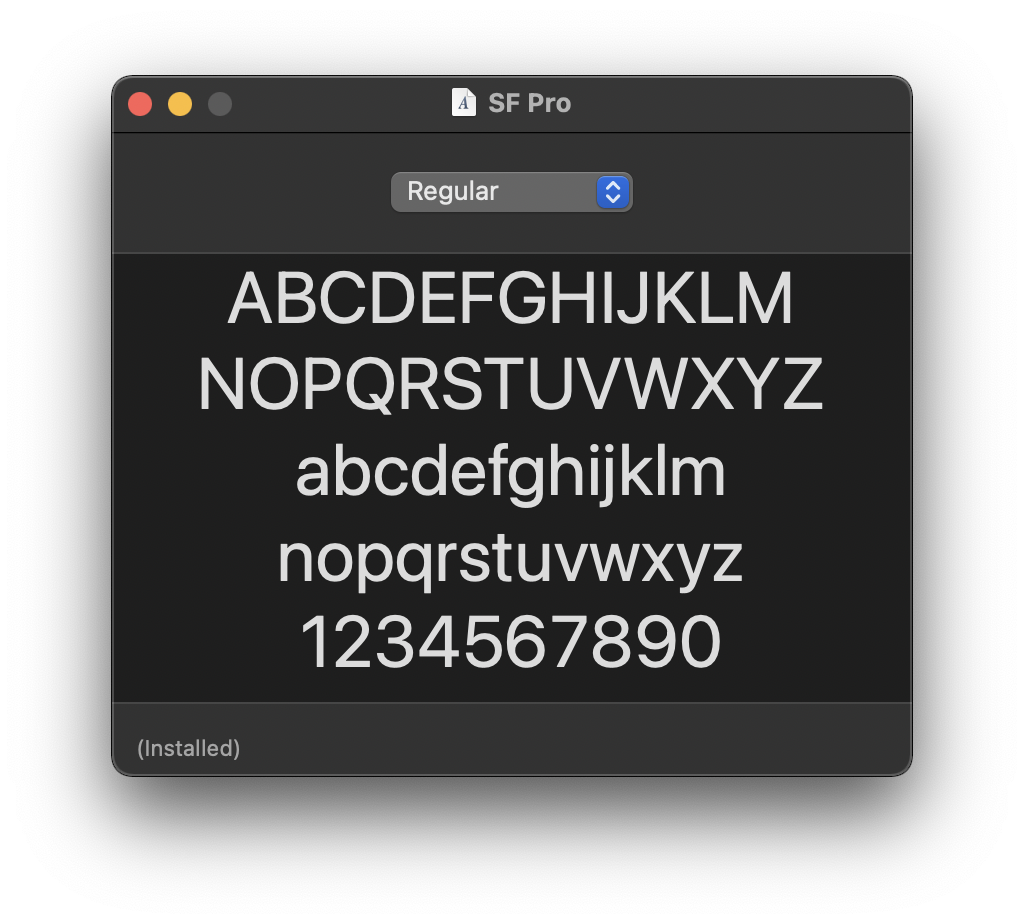 SF Pro
Regular
ABCDEFGHIJKLM
NOPQRSTUVWXYZ
abcdefghijklm
nopqrstuvwxyz
1234567890
(Installed)